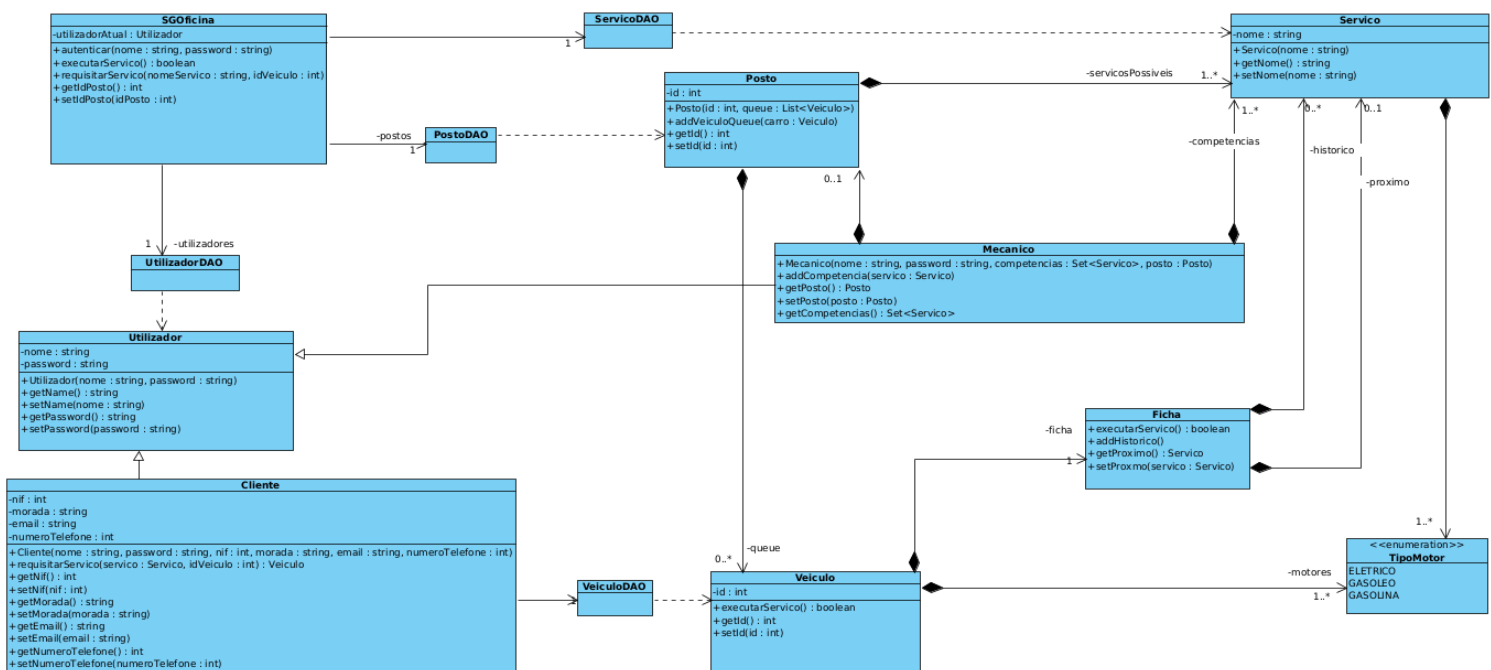 SGOficina
-utilizadorAtual : Utilizador
+autenticar(nome : string, password : string)
+executarServico() : boolean
+requisitarServico(nomeServico : string, idVeiculo : int)
+getIdPosto() : int
+setIdPosto(idPosto : int)
1
ServicoDAO
Servico
-nome : string
+Servico(nome : string)
+getNome() : string
+setNome(nome : string)
-servicosPossiveis
1..*
Posto
-id : int
+Posto(id : int, queue : List<Veiculo>)
+addVeiculoQueue(carro : Veiculo)
+getId() : int
+setId(id : int)
-postos
1
PostoDAO
1..*
-competencias
0..*
-historico
0..1
-proximo
0..1
1
-utilizadores
UtilizadorDAO
Mecanico
+Mecanico(nome : string, password : string, competencias : Set<Servico>, posto : Posto)
+addCompetencia(servico : Servico)
+getPosto() : Posto
+setPosto(posto : Posto)
+getCompetencias() : Set<Servico>
Utilizador
-nome : string
-password : string
+Utilizador(nome : string, password : string)
+getName() : string
+setName(nome : string)
+getPassword() : string
+setPassword(password : string)
-ficha
1
Ficha
+executarServico() : boolean
+addHistorico()
+getProximo() : Servico
+setProxmo(servico : Servico)
Cliente
-nif : int
-morada : string
-email : string
-numeroTelefone : int
+Cliente(nome : string, password : string, nif : int, morada : string, email : string, numeroTelefone : int)
+requisitarServico(servico : Servico, idVeiculo : int) : Veiculo
+getNif() : int
+setNif(nif : int)
+getMorada() : string
+setMorada(morada : string)
+getEmail() : string
+setEmail(email : string)
+getNumeroTelefone() : int
+setNumeroTelefone(numeroTelefone : int)
1
VeiculoDAO
-queue
0..*
Veiculo
-id : int
+executarServico() : boolean
+getId() : int
+setId(id : int)
-motores
1..*
1..*
<<enumeration>>
TipoMotor
ELETRICO
GASOLEO
GASOLINA